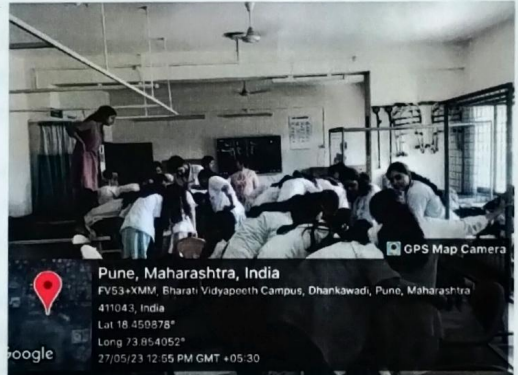 GPS Map Camera
Pune, Maharashtra, India
FV53+XMM, Bharati Vidyapeeth Campus, Dhankawadi, Pune, Maharashtra
411043, India
Lat 18.459878°
Long 73.854052°
27/05/23 12:55 PM GMT +05:30
Google